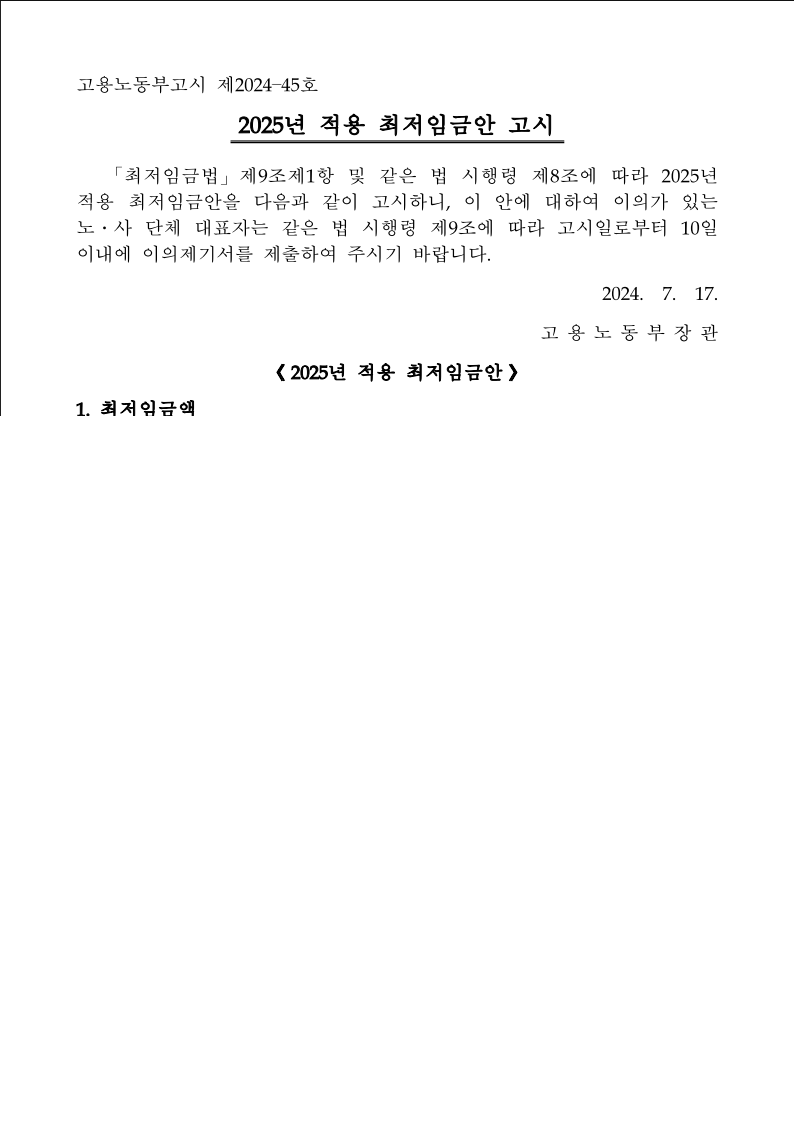 고용노동부고시 제2024-45호
2025년 적용 최저임금안 고시
「최저임금법」제9조제1항 및 같은 법 시행령 제8조에 따라 2025년
적용 최저임금안을 다음과 같이 고시하니, 이 안에 대하여 이의가 있는
노·사 단체 대표자는 같은 법 시행령 제9조에 따라 고시일로부터 10일
이내에 이의제기서를 제출하여 주시기 바랍니다.
2024. 7. 17.
고 용 노 동 부 장 관
《 2025년 적용 최저임금안 》
1. 최저임금액